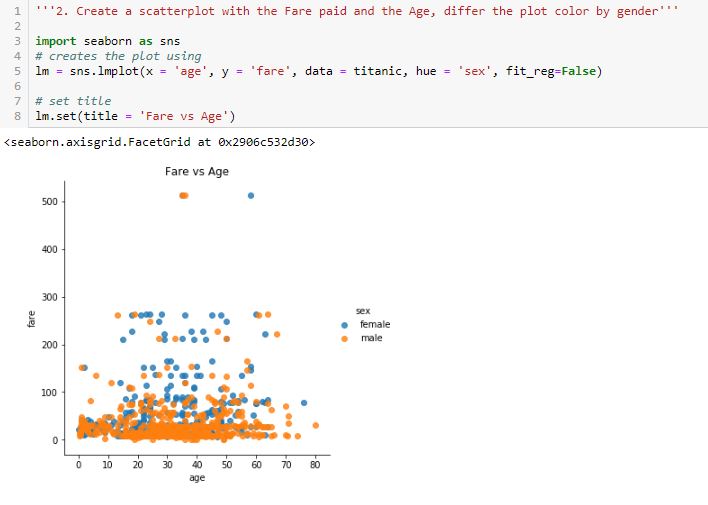 1 '''2. Create a scatterplot with the Fare paid and the Age, differ the plot color by gender'''
2
3 import seaborn as sns
4 # creates the plot using
5 lm = sns.lmplot(x = 'age', y = 'fare', data = titanic, hue = 'sex', fit_reg=False)
6
7 # set title
8 lm.set(title = 'Fare vs Age')
<seaborn.axisgrid.FacetGrid at 0x2906c532d30>
Fare vs Age
500
400
300
200
100
0
fare
sex
female
male
0 10 20 30 40 50 60 70 80
age